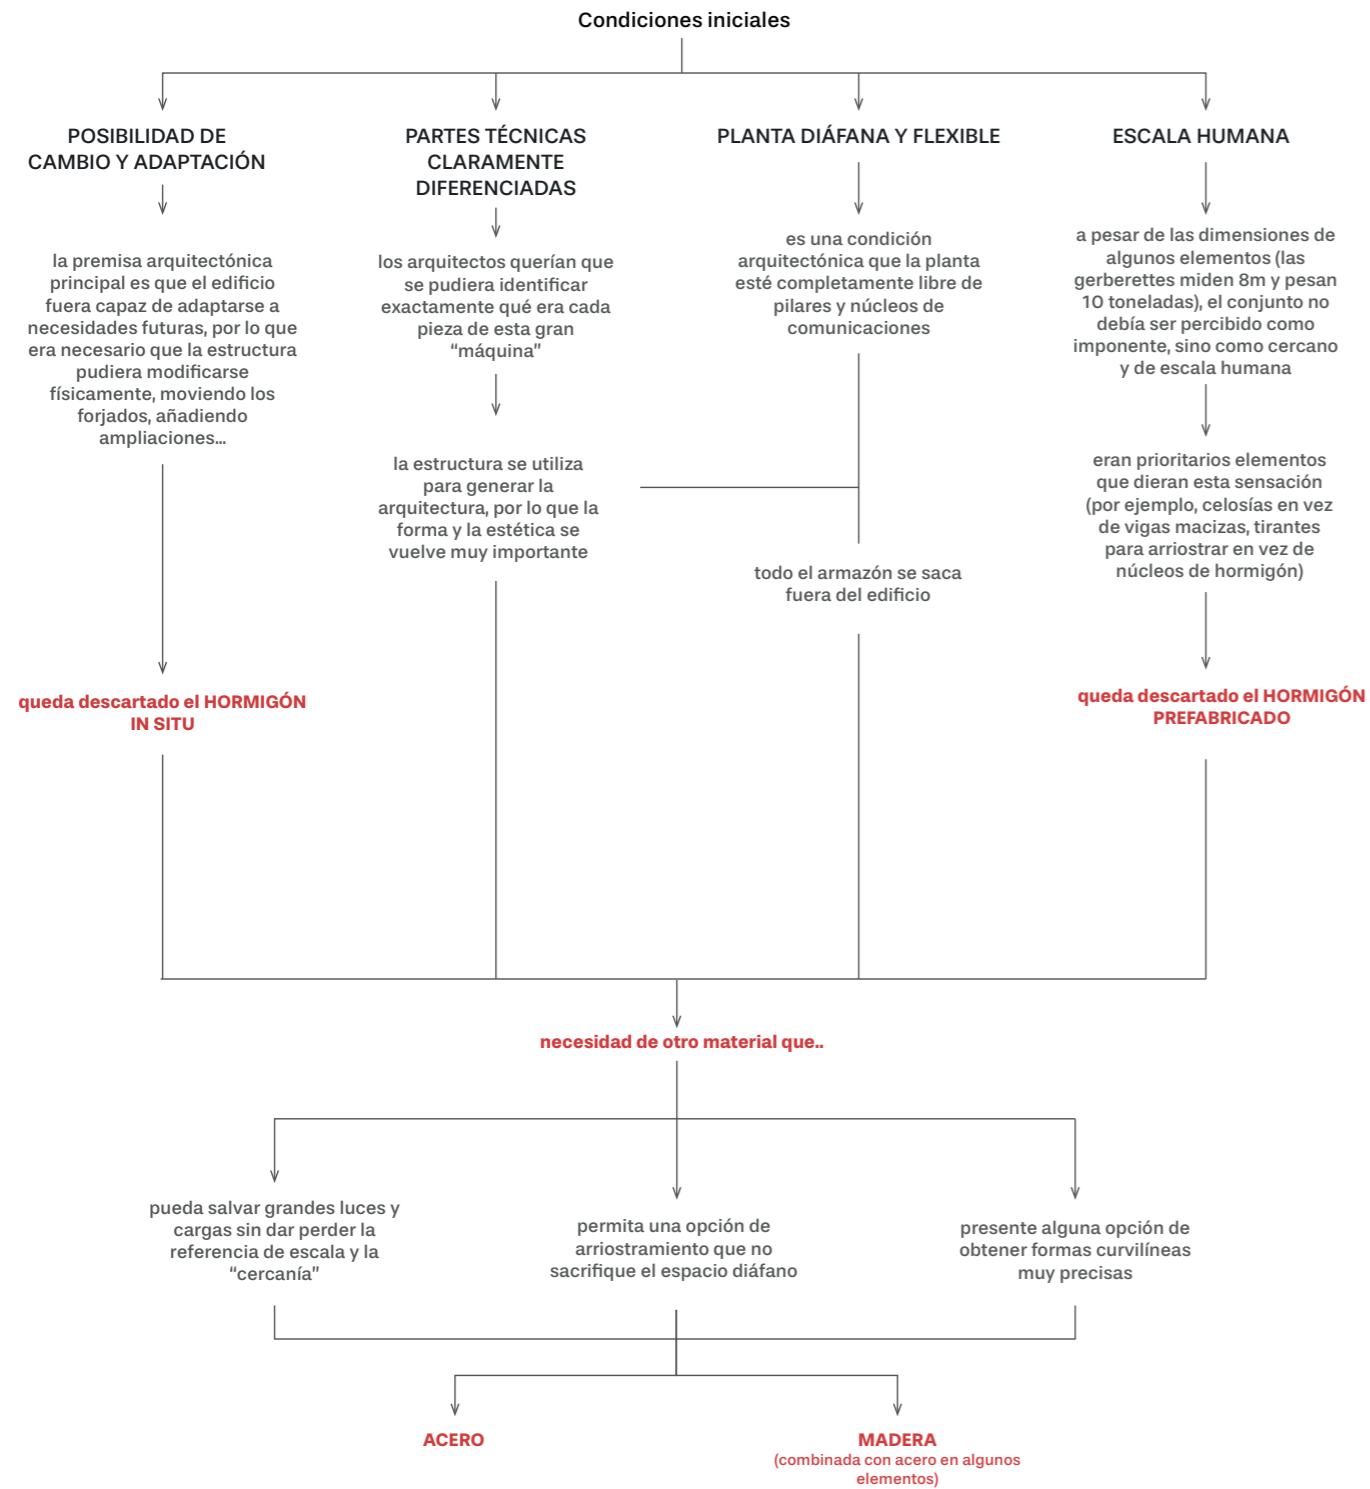 Condiciones iniciales
POSIBILIDAD DE
CAMBIO Y ADAPTACIÓN
la premisa arquitectónica
principal es que el edificio
fuera capaz de adaptarse a
necesidades futuras, por lo que
era necesario que la estructura
pudiera modificarse
físicamente, moviendo los
forjados, añadiendo
ampliaciones...
queda descartado el HORMIGÓN
IN SITU
PARTES TÉCNICAS
CLARAMENTE
DIFERENCIADAS
los arquitectos querían que
se pudiera identificar
exactamente qué era cada
pieza de esta gran
“máquina”
la estructura se utiliza
para generar la
arquitectura, por lo que la
forma y la estética se
vuelve muy importante
PLANTA DIÁFANA Y FLEXIBLE
es una condición
arquitectónica que la planta
esté completamente libre de
pilares y núcleos de
comunicaciones
todo el armazón se saca
fuera del edificio
ESCALA HUMANA
a pesar de las dimensiones de
algunos elementos (las
gerberettes miden 8m y pesan
10 toneladas), el conjunto no
debía ser percibido como
imponente, sino como cercano
y de escala humana
eran prioritarios elementos
que dieran esta sensación
(por ejemplo, celosías en vez
de vigas macizas, tirantes
para arriostrar en vez de
núcleos de hormigón)
queda descartado el HORMIGÓN
PREFABRICADO
necesidad de otro material que..
pueda salvar grandes luces y
cargas sin dar perder la
referencia de escala y la
“cercanía”
permita una opción de
arriostramiento que no
sacrifique el espacio diáfano
presente alguna opción de
obtener formas curvilíneas
muy precisas
ACERO
MADERA
(combinada con acero en algunos
elementos)